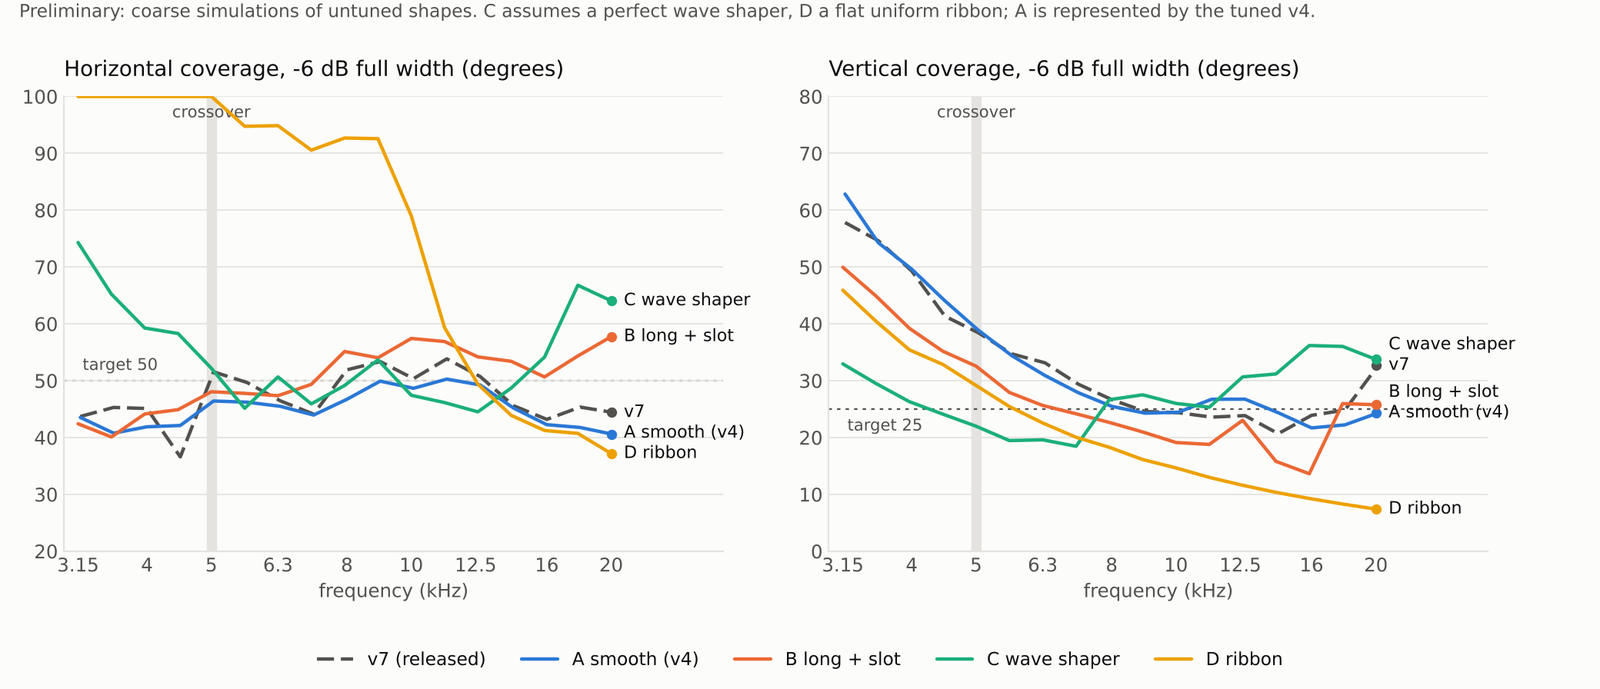 Preliminary: coarse simulations of untuned shapes. C assumes a perfect wave shaper, D a flat uniform ribbon; A is represented by the tuned v4.
Horizontal coverage, -6 dB full width (degrees)
100
90
80
70
60
50
40
30
20
crossover
target 50
C wave shaper
B long + slot
v7
A smooth (v4)
D ribbon
3.15 4 5 6.3 8 10 12.5 16 20
frequency (kHz)
Vertical coverage, -6 dB full width (degrees)
80
70
60
50
40
30
20
10
0
crossover
target 25
C wave shaper
v7
B long + slot
A smooth (v4)
D ribbon
3.15 4 5 6.3 8 10 12.5 16 20
frequency (kHz)
v7 (released) A smooth (v4) B long + slot C wave shaper D ribbon